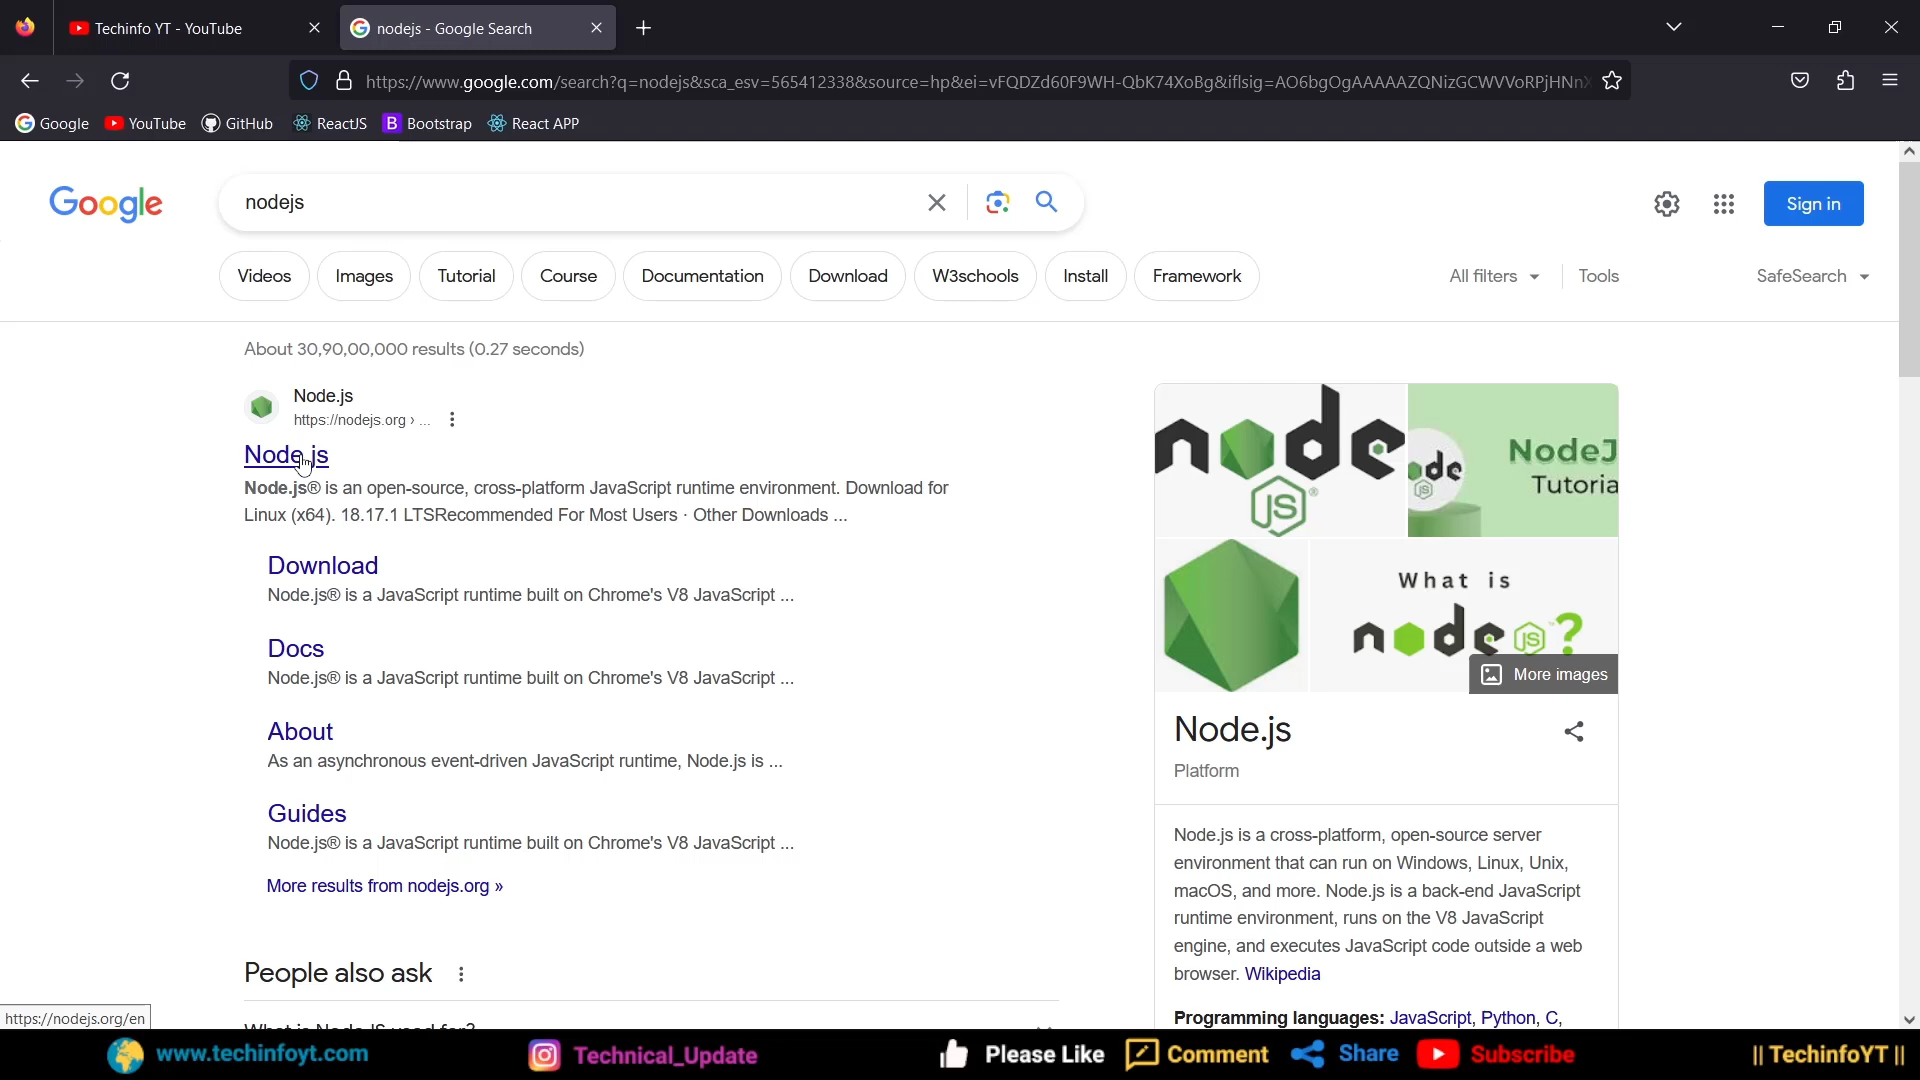 Techinfo YT - YouTube
nodejs - Google Search
https://www.google.com/search?q=nodejs&sca_esv=565412338&source=hp&ei=vFQDZd60F9WH-QbK74XoBg&iflsig=AO6bgOgAAAAAZQNizGCWVVoRPjHNnX
Google YouTube GitHub ReactJS Bootstrap React APP
Google
nodejs
Sign in
Videos Images Tutorial Course Documentation Download W3schools Install Framework
All filters Tools SafeSearch
About 30,90,00,000 results (0.27 seconds)
Node.js
https://nodejs.org › ...
Node.js
Node.js® is an open-source, cross-platform JavaScript runtime environment. Download for
Linux (x64). 18.17.1 LTSRecommended For Most Users · Other Downloads ...
Download
Node.js® is a JavaScript runtime built on Chrome's V8 JavaScript ...
Docs
Node.js® is a JavaScript runtime built on Chrome's V8 JavaScript ...
About
As an asynchronous event-driven JavaScript runtime, Node.js is ...
Guides
Node.js® is a JavaScript runtime built on Chrome's V8 JavaScript ...
More results from nodejs.org »
People also ask
What is Node JS used for?
node
JS
node
JS
NodeJ
Tutoria
What is
node JS ?
More images
Node.js
Platform
Node.js is a cross-platform, open-source server
environment that can run on Windows, Linux, Unix,
macOS, and more. Node.js is a back-end JavaScript
runtime environment, runs on the V8 JavaScript
engine, and executes JavaScript code outside a web
browser. Wikipedia
Programming languages: JavaScript, Python, C,
https://nodejs.org/en
www.techinfoyt.com
Technical_Update
Please Like
Comment
Share
Subscribe
|| TechinfoYT ||